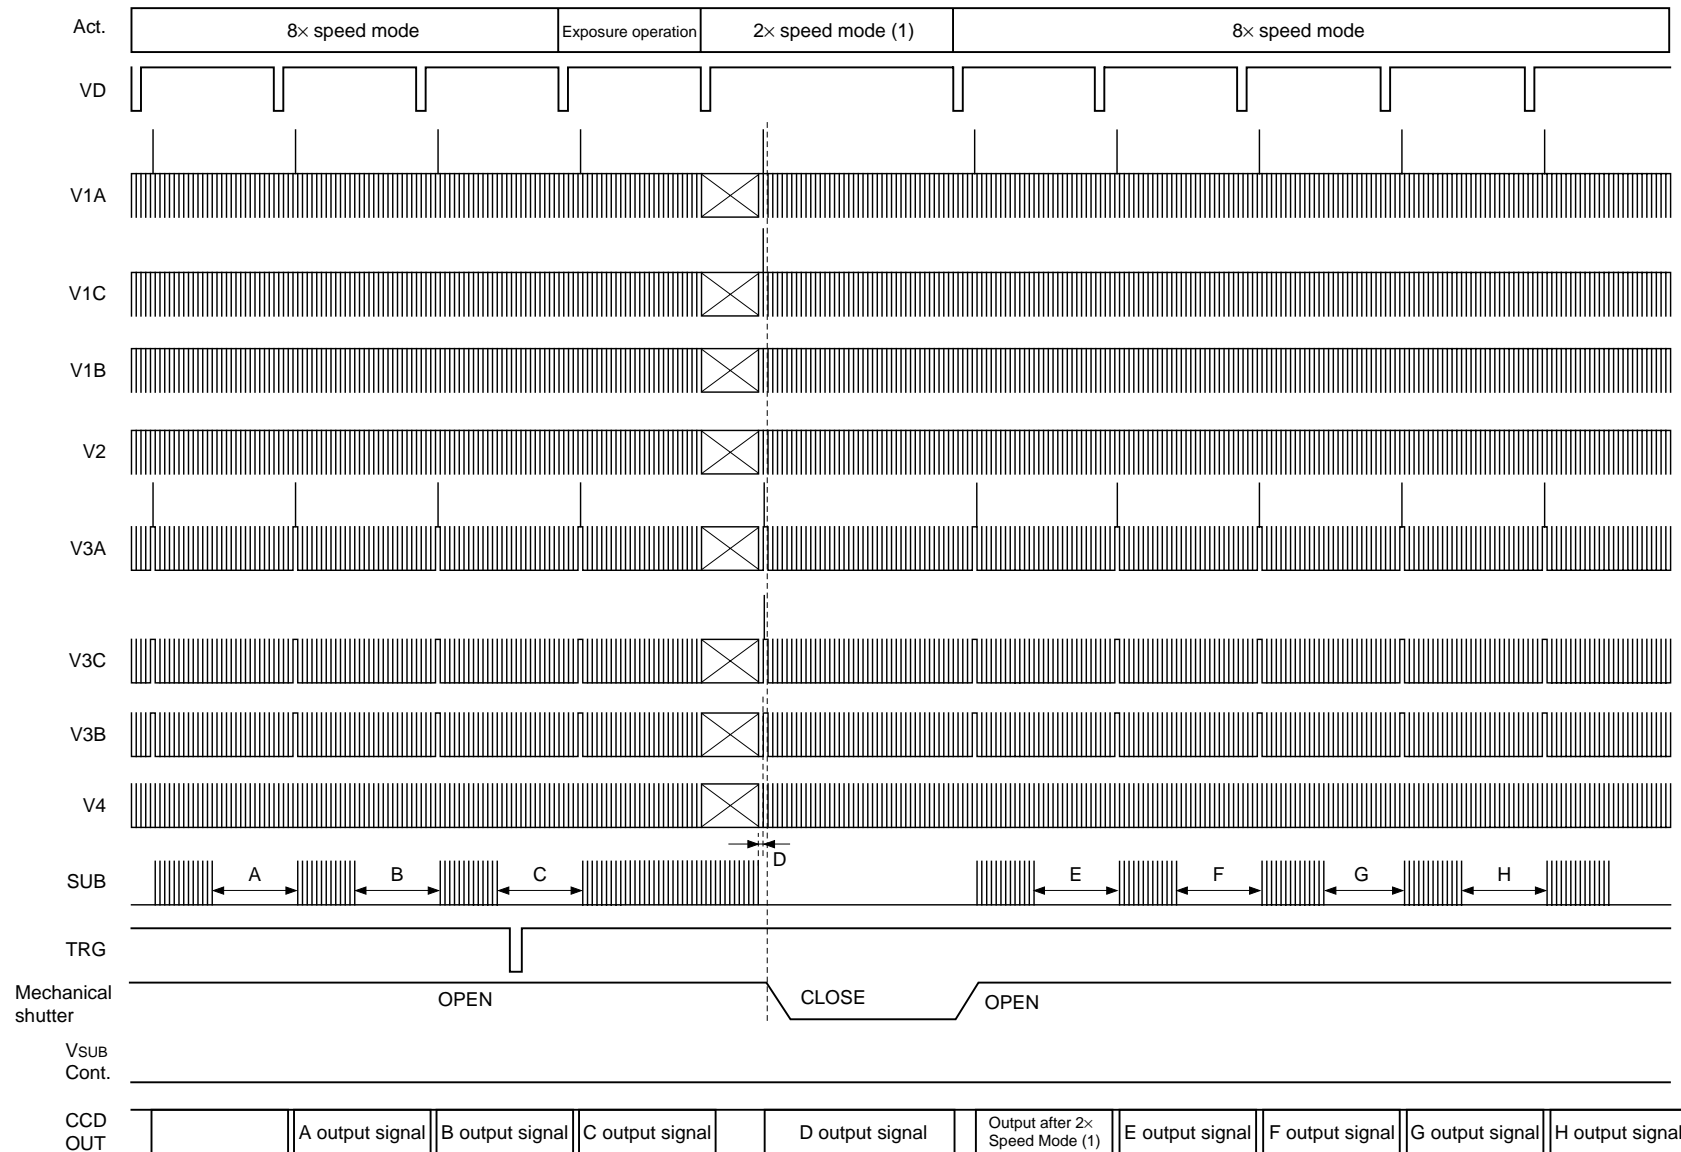 Act.
8× speed mode
Exposure operation
2× speed mode (1)
8× speed mode
VD
V1A
V1C
V1B
V2
V3A
V3C
V3B
V4
D
SUB
A
B
C
E
F
G
H
TRG
Mechanical
shutter
OPEN
CLOSE
OPEN
VSUB
Cont.
CCD
OUT
A output signal
B output signal
C output signal
D output signal
Output after 2×
Speed Mode (1)
E output signal
F output signal
G output signal
H output signal